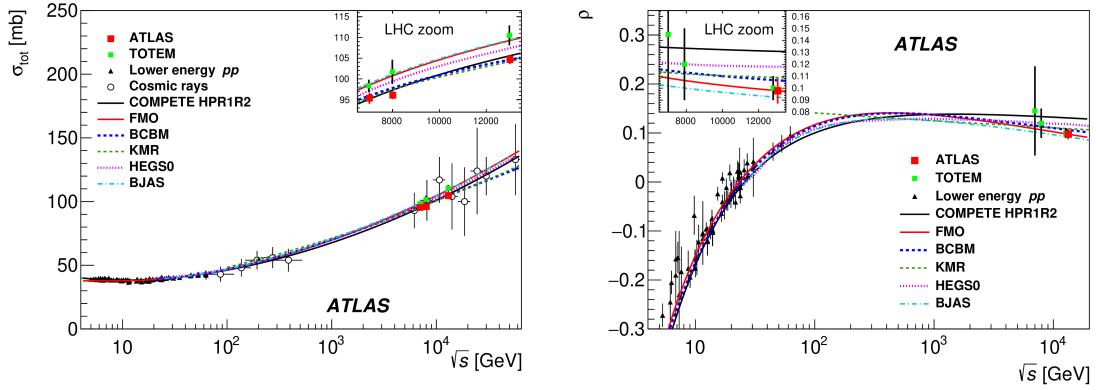 σtot [mb]
300
250
200
150
100
50
0
10
10²
10³
10⁴
√s [GeV]
ATLAS
TOTEM
Lower energy pp
Cosmic rays
COMPETE HPR1R2
FMO
BCBM
KMR
HEGS0
BJAS
ATLAS
LHC zoom
115
110
105
100
95
8000
10000
12000
ρ
0.3
0.2
0.1
0
−0.1
−0.2
−0.3
10
10²
10³
10⁴
√s [GeV]
LHC zoom
0.16
0.15
0.14
0.13
0.12
0.11
0.1
0.09
0.08
8000
10000
12000
ATLAS
ATLAS
TOTEM
Lower energy pp
COMPETE HPR1R2
FMO
BCBM
KMR
HEGS0
BJAS